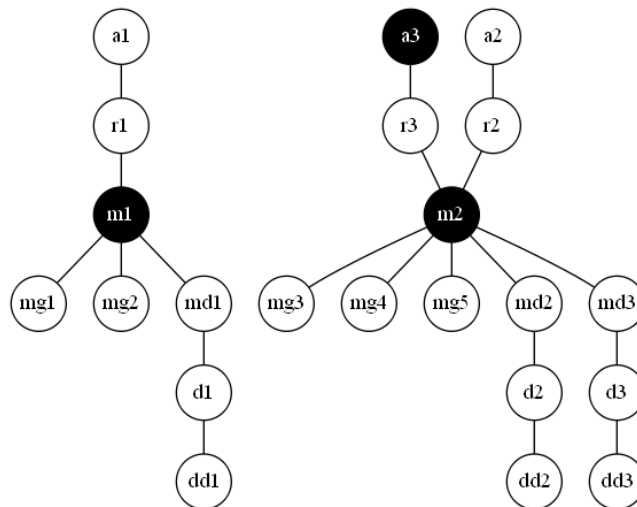 a1 a3 a2
r1 r3 r2
m1 m2
mg1 mg2 md1 mg3 mg4 mg5 md2 md3
d1 d2 d3
dd1 dd2 dd3